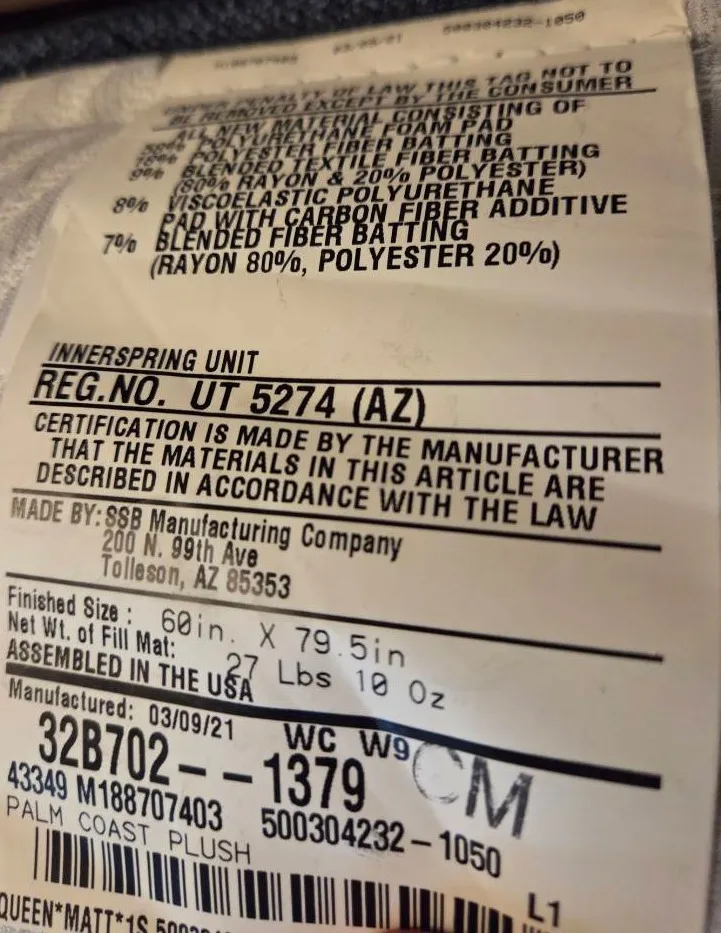 03/09/21 500304232-1050
UNDER PENALTY OF LAW THIS TAG NOT TO
BE REMOVED EXCEPT BY THE CONSUMER
ALL NEW MATERIAL CONSISTING OF
POLYURETHANE FOAM PAD
POLYESTER FIBER BATTING
9% BLENDED TEXTILE FIBER BATTING
(80% RAYON & 20% POLYESTER)
8% VISCOELASTIC POLYURETHANE
PAD WITH CARBON FIBER ADDITIVE
7% BLENDED FIBER BATTING
(RAYON 80%, POLYESTER 20%)
INNERSPRING UNIT
REG.NO. UT 5274 (AZ)
CERTIFICATION IS MADE BY THE MANUFACTURER
THAT THE MATERIALS IN THIS ARTICLE ARE
DESCRIBED IN ACCORDANCE WITH THE LAW
MADE BY: SSB Manufacturing Company
200 N. 99th Ave
Tolleson, AZ 85353
Finished Size : 60in. X 79.5in
Net Wt. of Fill Mat: 27 Lbs 10 Oz
ASSEMBLED IN THE USA
Manufactured: 03/09/21 WC W9
32B702--1379 CM
43349 M188707403 500304232-1050
PALM COAST PLUSH
L1
QUEEN*MATT*1S